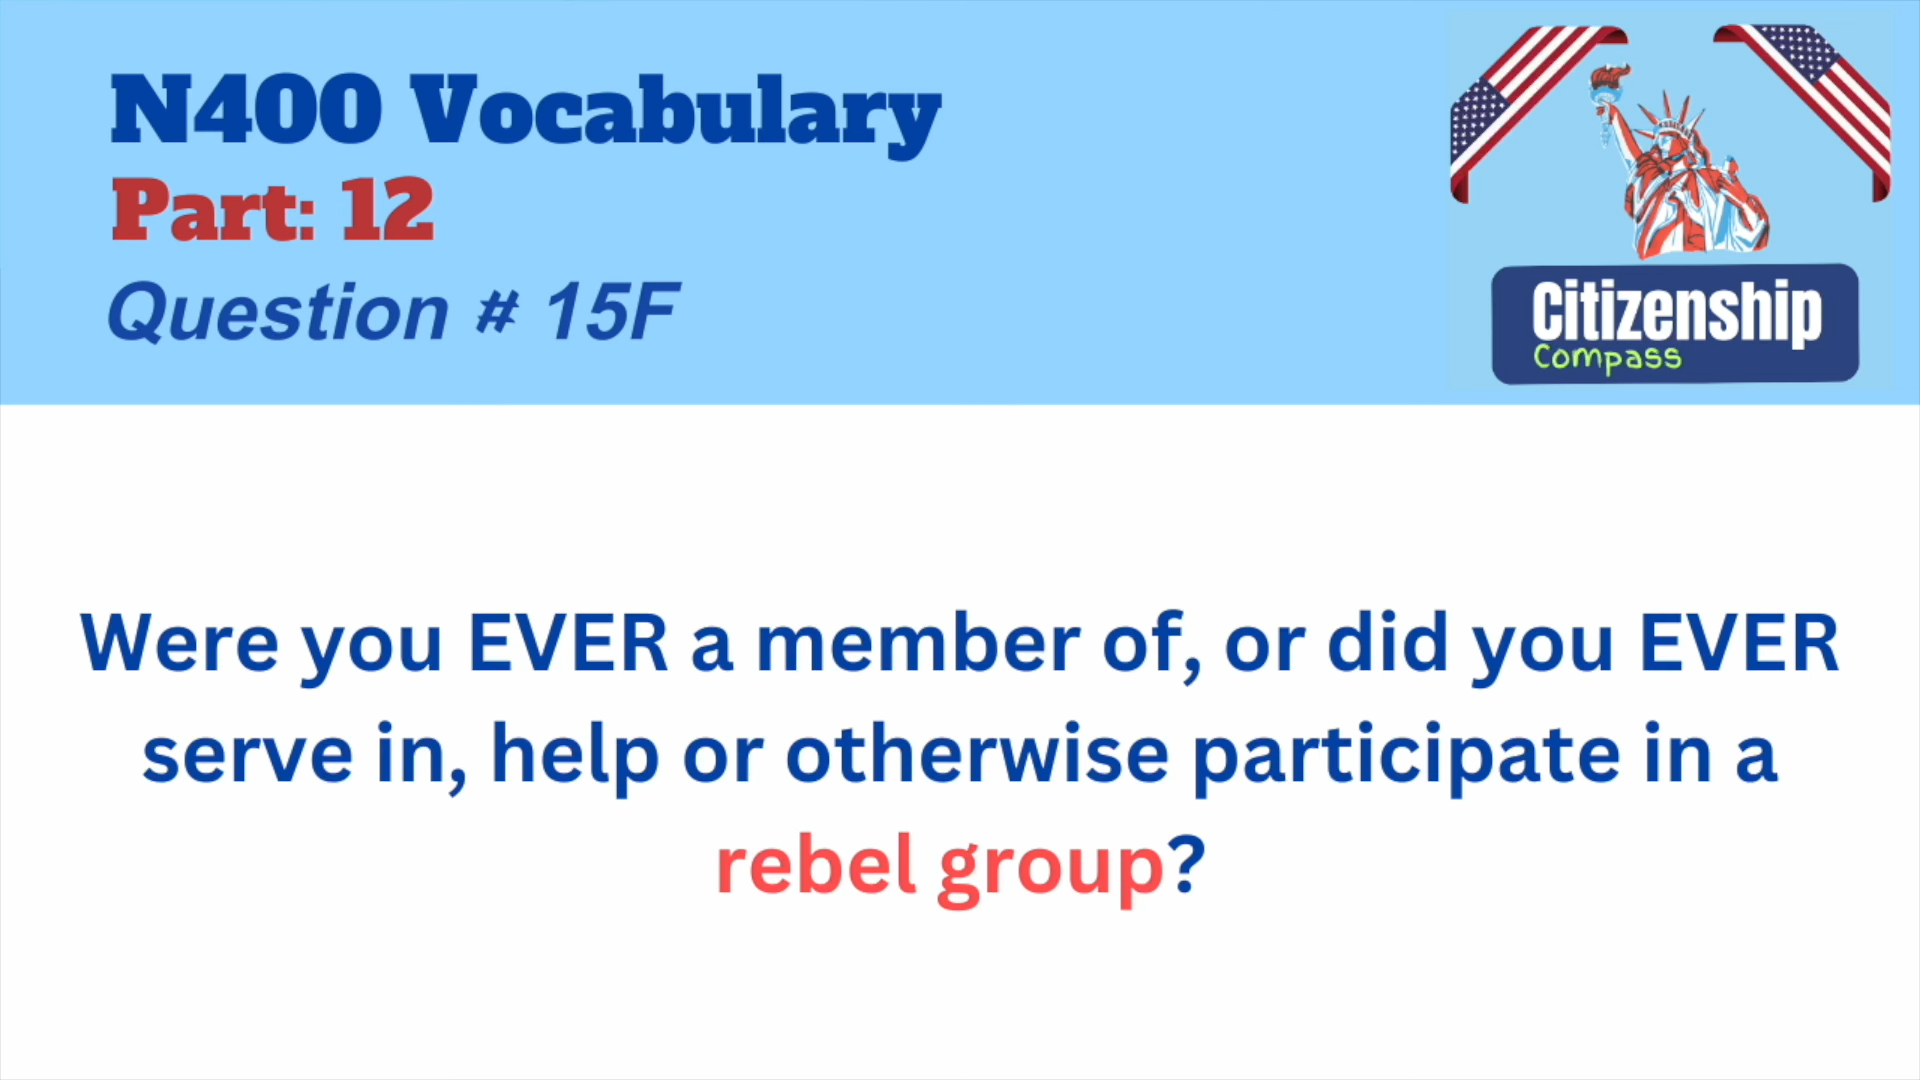 N400 Vocabulary
Part: 12
Question # 15F
Citizenship
Compass
Were you EVER a member of, or did you EVER
serve in, help or otherwise participate in a
rebel group?